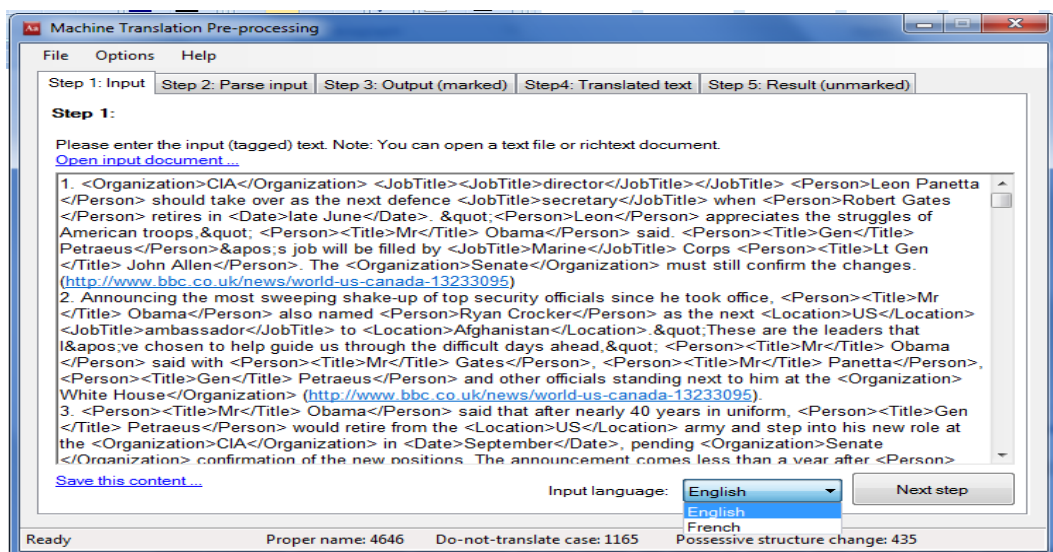 Machine Translation Pre-processing
File Options Help
Step 1: Input Step 2: Parse input Step 3: Output (marked) Step4: Translated text Step 5: Result (unmarked)
Step 1:
Please enter the input (tagged) text. Note: You can open a text file or richtext document.
Open input document ...
1. <Organization>CIA</Organization> <JobTitle><JobTitle>director</JobTitle></JobTitle> <Person>Leon Panetta
</Person> should take over as the next defence <JobTitle>secretary</JobTitle> when <Person>Robert Gates
</Person> retires in <Date>late June</Date>. &quot;<Person>Leon</Person> appreciates the struggles of
American troops,&quot; <Person><Title>Mr</Title> Obama</Person> said. <Person><Title>Gen</Title>
Petraeus</Person>&apos;s job will be filled by <JobTitle>Marine</JobTitle> Corps <Person><Title>Lt Gen
</Title> John Allen</Person>. The <Organization>Senate</Organization> must still confirm the changes.
(http://www.bbc.co.uk/news/world-us-canada-13233095)
2. Announcing the most sweeping shake-up of top security officials since he took office, <Person><Title>Mr
</Title> Obama</Person> also named <Person>Ryan Crocker</Person> as the next <Location>US</Location>
<JobTitle>ambassador</JobTitle> to <Location>Afghanistan</Location>.&quot;These are the leaders that
I&apos;ve chosen to help guide us through the difficult days ahead,&quot; <Person><Title>Mr</Title> Obama
</Person> said with <Person><Title>Mr</Title> Gates</Person>, <Person><Title>Mr</Title> Panetta</Person>,
<Person><Title>Gen</Title> Petraeus</Person> and other officials standing next to him at the <Organization>
White House</Organization> (http://www.bbc.co.uk/news/world-us-canada-13233095).
3. <Person><Title>Mr</Title> Obama</Person> said that after nearly 40 years in uniform, <Person><Title>Gen
</Title> Petraeus</Person> would retire from the <Location>US</Location> army and step into his new role at
the <Organization>CIA</Organization> in <Date>September</Date>, pending <Organization>Senate
</Organization> confirmation of the new positions. The announcement comes less than a year after <Person>
Save this content ...
Input language: English Next step
English
French
Ready Proper name: 4646 Do-not-translate case: 1165 Possessive structure change: 435